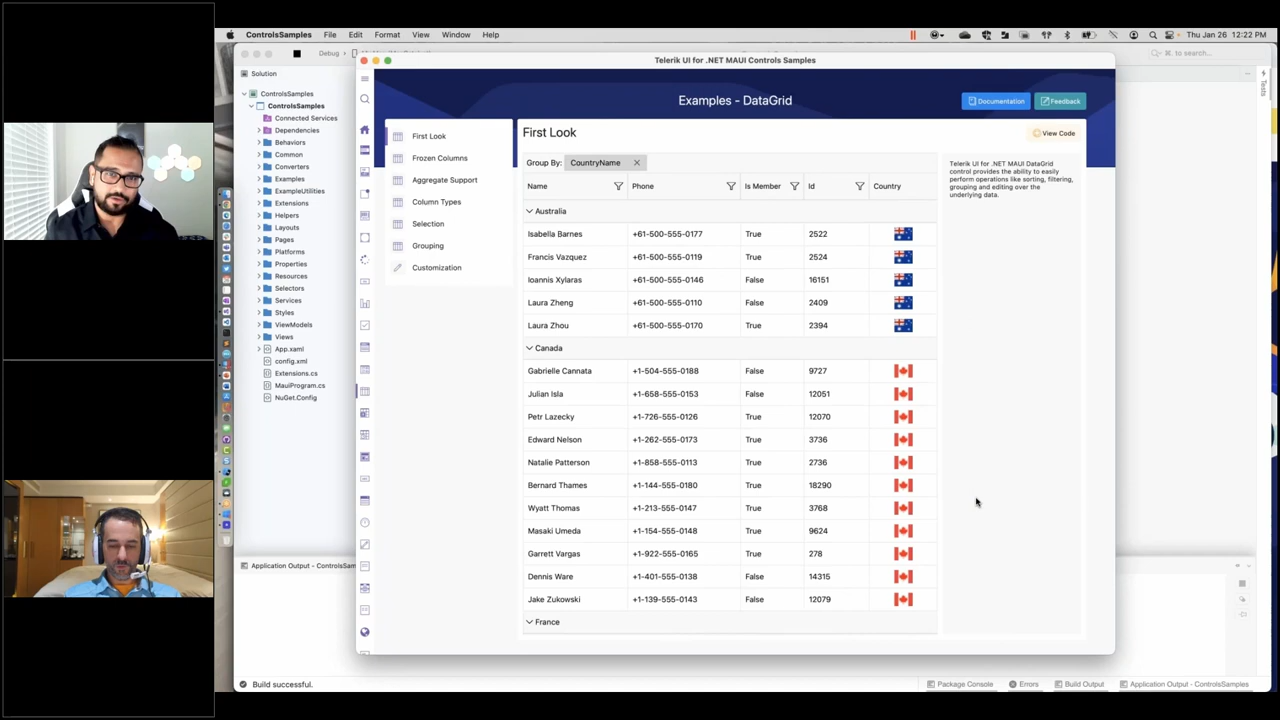 ControlsSamples File Edit Format View Window Help
Thu Jan 26 12:22 PM
Debug
to search...
Telerik UI for .NET MAUI Controls Samples
Solution
ControlsSamples
ControlsSamples
Connected Services
Dependencies
Behaviors
Common
Converters
Examples
ExampleUtilities
Extensions
Helpers
Layouts
Pages
Platforms
Properties
Resources
Selectors
Services
Styles
ViewModels
Views
App.xaml
config.xml
Extensions.cs
MauiProgram.cs
NuGet.Config
Tests
Examples - DataGrid
Documentation
Feedback
First Look
Frozen Columns
Aggregate Support
Column Types
Selection
Grouping
Customization
First Look
View Code
Group By: CountryName
Name Phone Is Member Id Country
Australia
Isabella Barnes +61-500-555-0177 True 2522
Francis Vazquez +61-500-555-0119 True 2524
Ioannis Xylaras +61-500-555-0146 False 16151
Laura Zheng +61-500-555-0110 False 2409
Laura Zhou +61-500-555-0170 True 2394
Canada
Gabrielle Cannata +1-504-555-0188 False 9727
Julian Isla +1-658-555-0153 False 12051
Petr Lazecky +1-726-555-0126 True 12070
Edward Nelson +1-262-555-0173 True 3736
Natalie Patterson +1-858-555-0113 True 2736
Bernard Thames +1-144-555-0180 True 18290
Wyatt Thomas +1-213-555-0147 True 3768
Masaki Umeda +1-154-555-0148 True 9624
Garrett Vargas +1-922-555-0165 True 278
Dennis Ware +1-401-555-0138 False 14315
Jake Zukowski +1-139-555-0143 False 12079
France
Telerik UI for .NET MAUI DataGrid
control provides the ability to easily
perform operations like sorting, filtering,
grouping and editing over the
underlying data.
Application Output - ControlsSam
Build successful.
Package Console
Errors
Build Output
Application Output - ControlsSamples